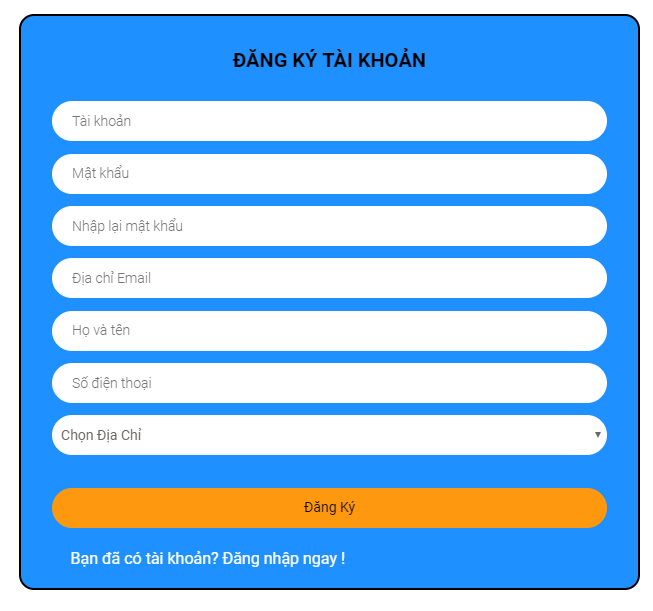 ĐĂNG KÝ TÀI KHOẢN
Tài khoản
Mật khẩu
Nhập lại mật khẩu
Địa chỉ Email
Họ và tên
Số điện thoại
Chọn Địa Chỉ
Đăng Ký
Bạn đã có tài khoản? Đăng nhập ngay !